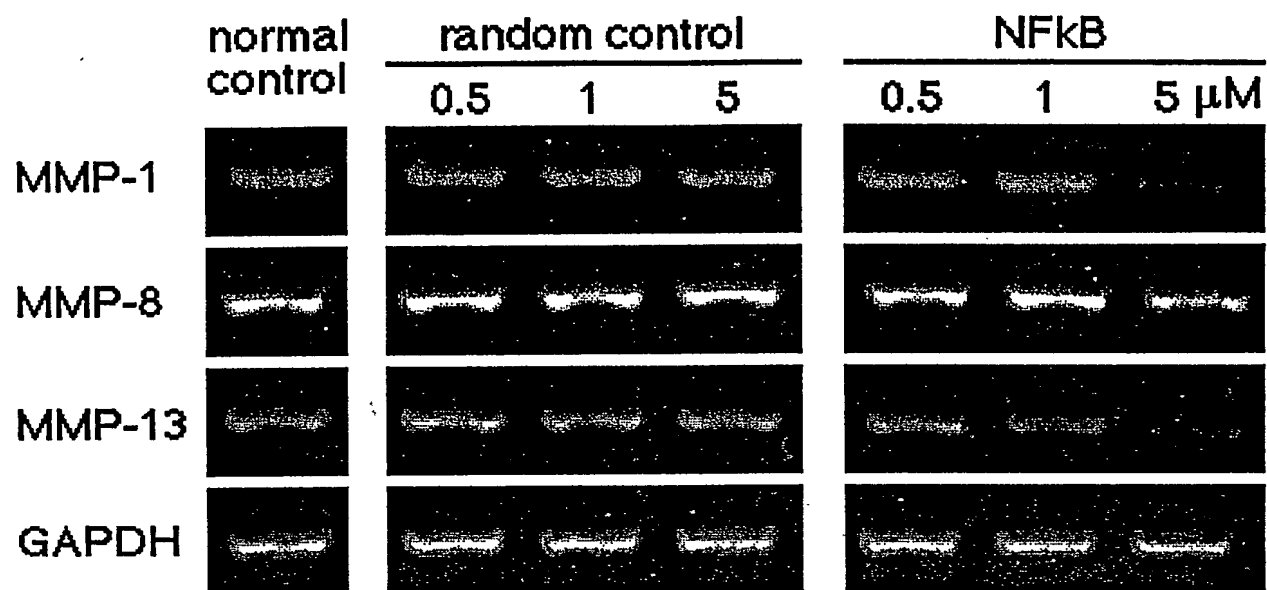 normal control
random control
NFkB
0.5 1 5
0.5 1 5 μM
MMP-1
MMP-8
MMP-13
GAPDH